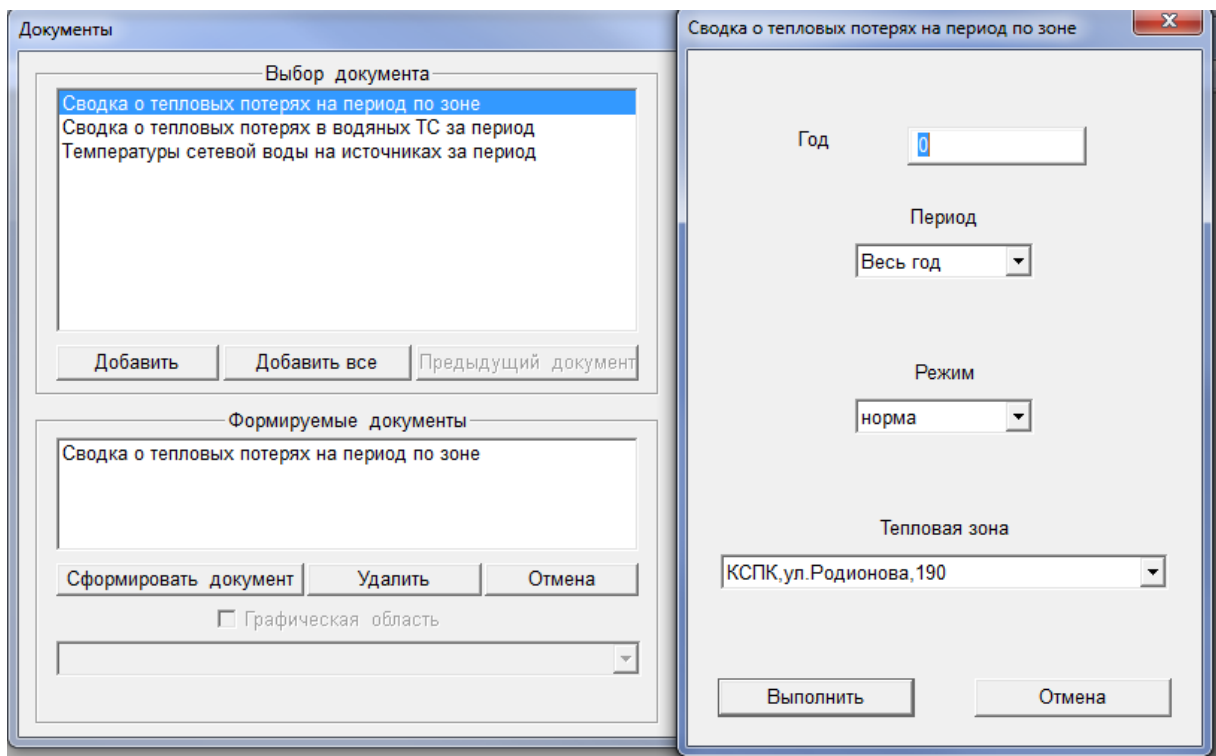 Документы
Выбор документа
Сводка о тепловых потерях на период по зоне
Сводка о тепловых потерях в водяных ТС за период
Температуры сетевой воды на источниках за период
Добавить
Добавить все
Предыдущий документ
Формируемые документы
Сводка о тепловых потерях на период по зоне
Сформировать документ
Удалить
Отмена
Графическая область
Сводка о тепловых потерях на период по зоне
Год
0
Период
Весь год
Режим
норма
Тепловая зона
КСПК,ул.Родионова,190
Выполнить
Отмена